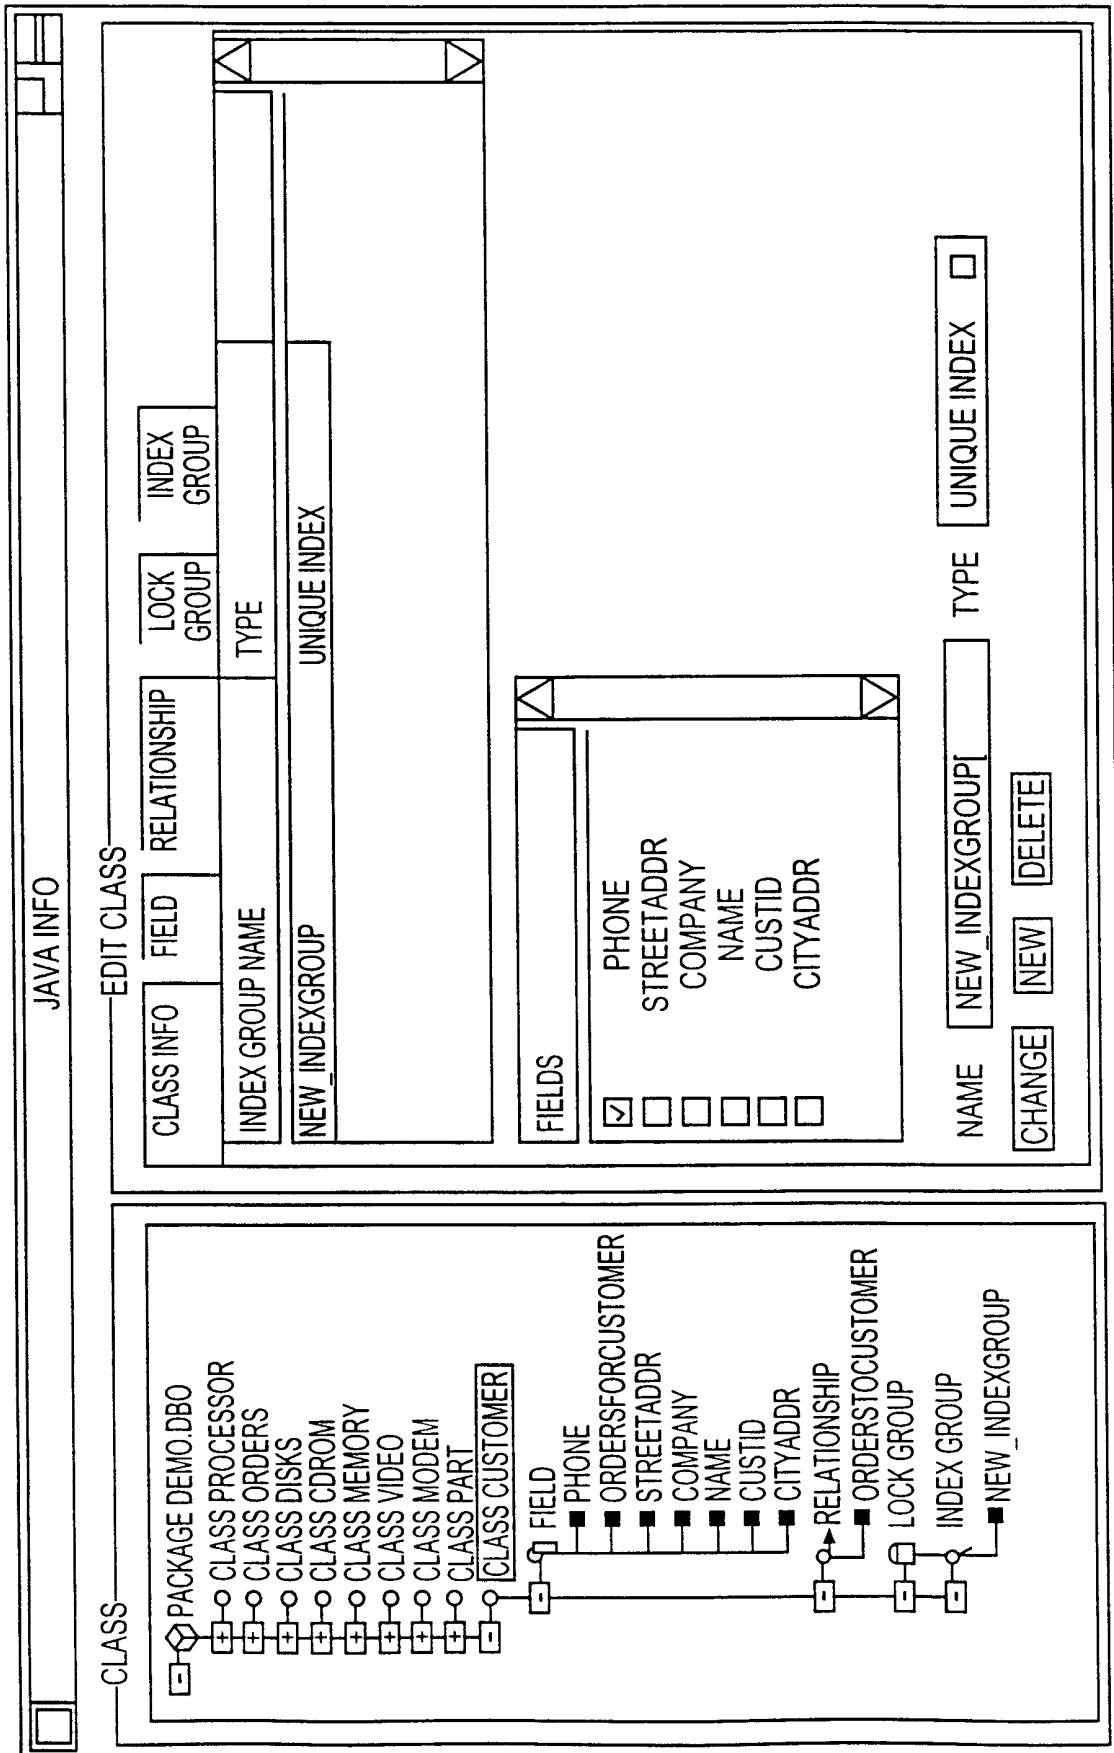 JAVA INFO
CLASS
PACKAGE DEMO.DBO
CLASS PROCESSOR
CLASS ORDERS
CLASS DISKS
CLASS CDROM
CLASS MEMORY
CLASS VIDEO
CLASS MODEM
CLASS PART
CLASS CUSTOMER
FIELD
PHONE
ORDERSFORCUSTOMER
STREETADDR
COMPANY
NAME
CUSTID
CITYADDR
RELATIONSHIP
ORDERSTOCUSTOMER
LOCK GROUP
INDEX GROUP
NEW_INDEXGROUP
EDIT CLASS
CLASS INFO
FIELD
RELATIONSHIP
LOCK
GROUP
INDEX
GROUP
INDEX GROUP NAME
TYPE
NEW_INDEXGROUP
UNIQUE INDEX
FIELDS
PHONE
STREETADDR
COMPANY
NAME
CUSTID
CITYADDR
NAME
NEW_INDEXGROUP[
TYPE
UNIQUE INDEX
CHANGE
NEW
DELETE